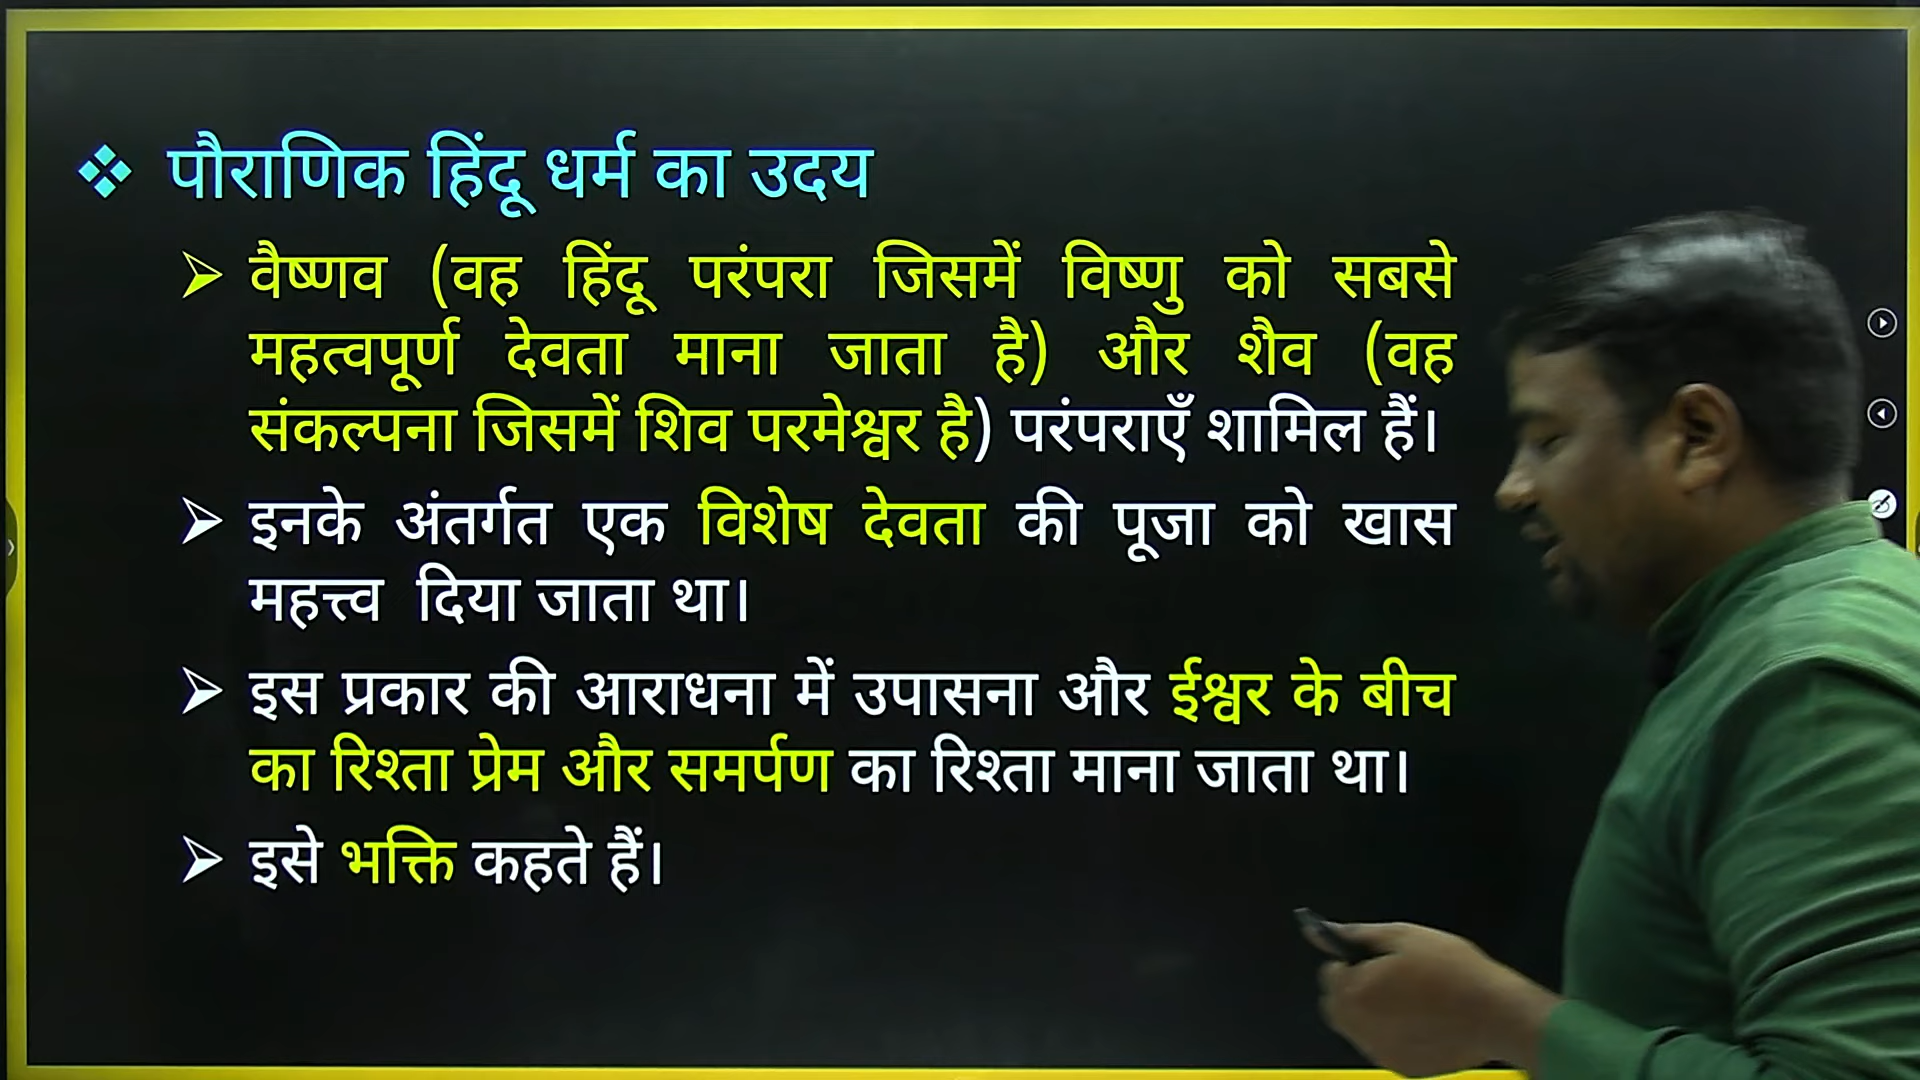 ❖ पौराणिक हिंदू धर्म का उदय
➢ वैष्णव (वह हिंदू परंपरा जिसमें विष्णु को सबसे
महत्वपूर्ण देवता माना जाता है) और शैव (वह
संकल्पना जिसमें शिव परमेश्वर है) परंपराएँ शामिल हैं।
➢ इनके अंतर्गत एक विशेष देवता की पूजा को खास
महत्त्व दिया जाता था।
➢ इस प्रकार की आराधना में उपासना और ईश्वर के बीच
का रिश्ता प्रेम और समर्पण का रिश्ता माना जाता था।
➢ इसे भक्ति कहते हैं।